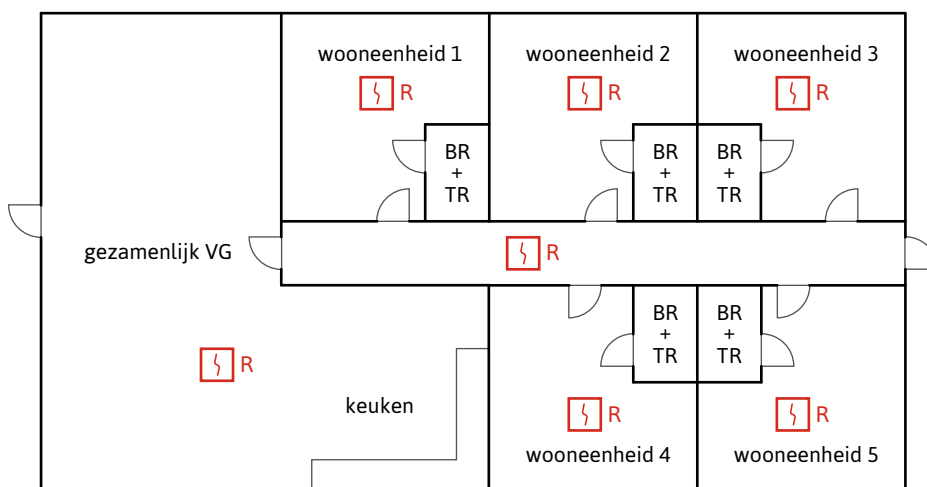 wooneenheid 1
wooneenheid 2
wooneenheid 3
R
R
R
BR
+
TR
BR
+
TR
BR
+
TR
gezamenlijk VG
R
BR
+
TR
BR
+
TR
R
keuken
R
R
wooneenheid 4
wooneenheid 5